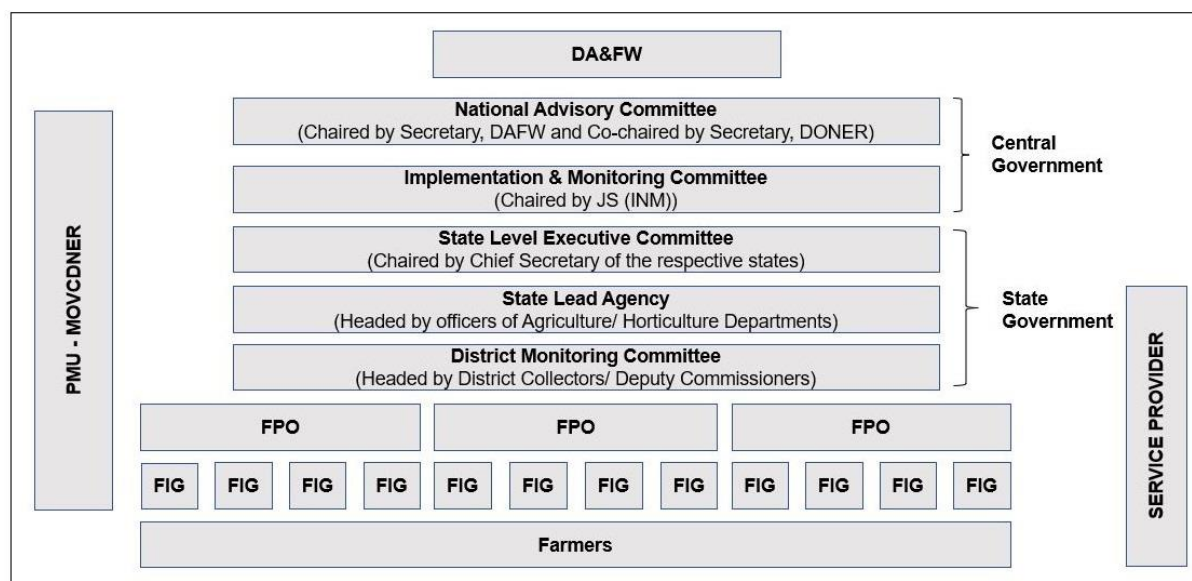 DA&FW
National Advisory Committee
(Chaired by Secretary, DAFW and Co-chaired by Secretary, DONER)
Central
Government
Implementation & Monitoring Committee
(Chaired by JS (INM))
State Level Executive Committee
(Chaired by Chief Secretary of the respective states)
State Lead Agency
(Headed by officers of Agriculture/ Horticulture Departments)
State
Government
District Monitoring Committee
(Headed by District Collectors/ Deputy Commissioners)
PMU - MOVCDNER
SERVICE PROVIDER
FPO FPO FPO
FIG FIG FIG FIG FIG FIG FIG FIG FIG FIG FIG FIG
Farmers